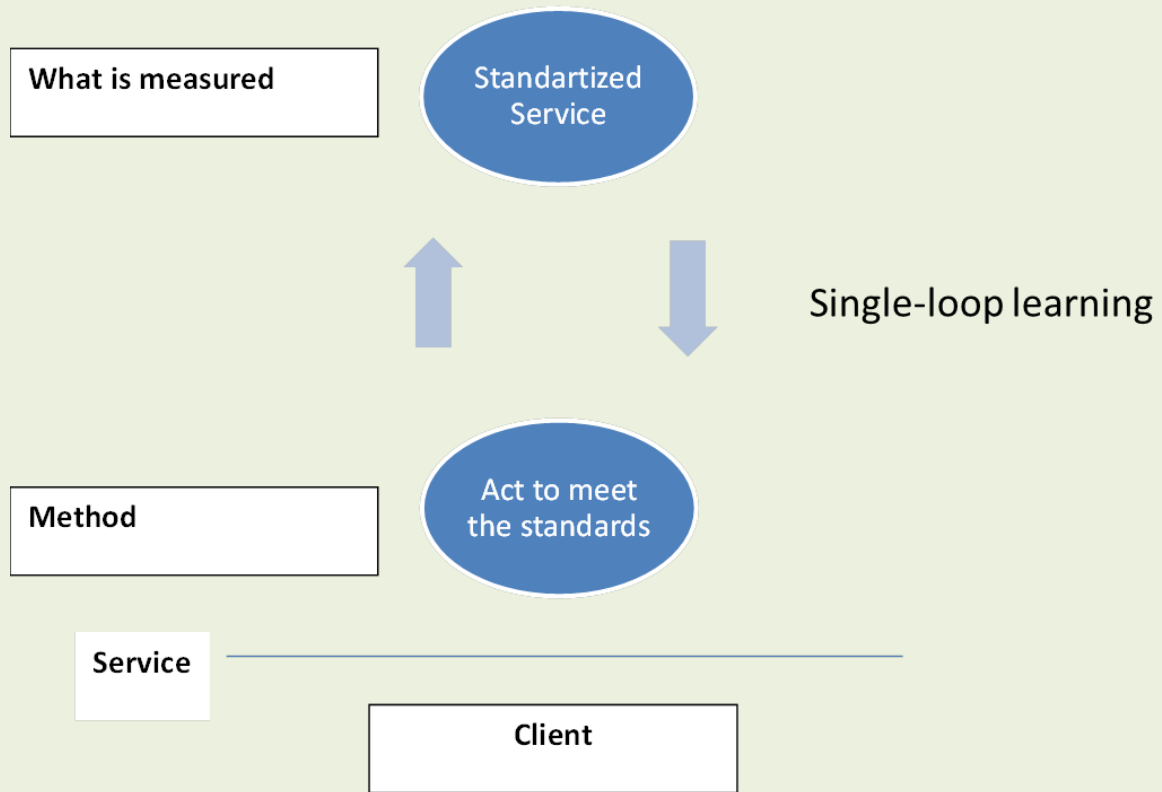 What is measured
Standartized
Service
Single-loop learning
Method
Act to meet
the standards
Service
Client